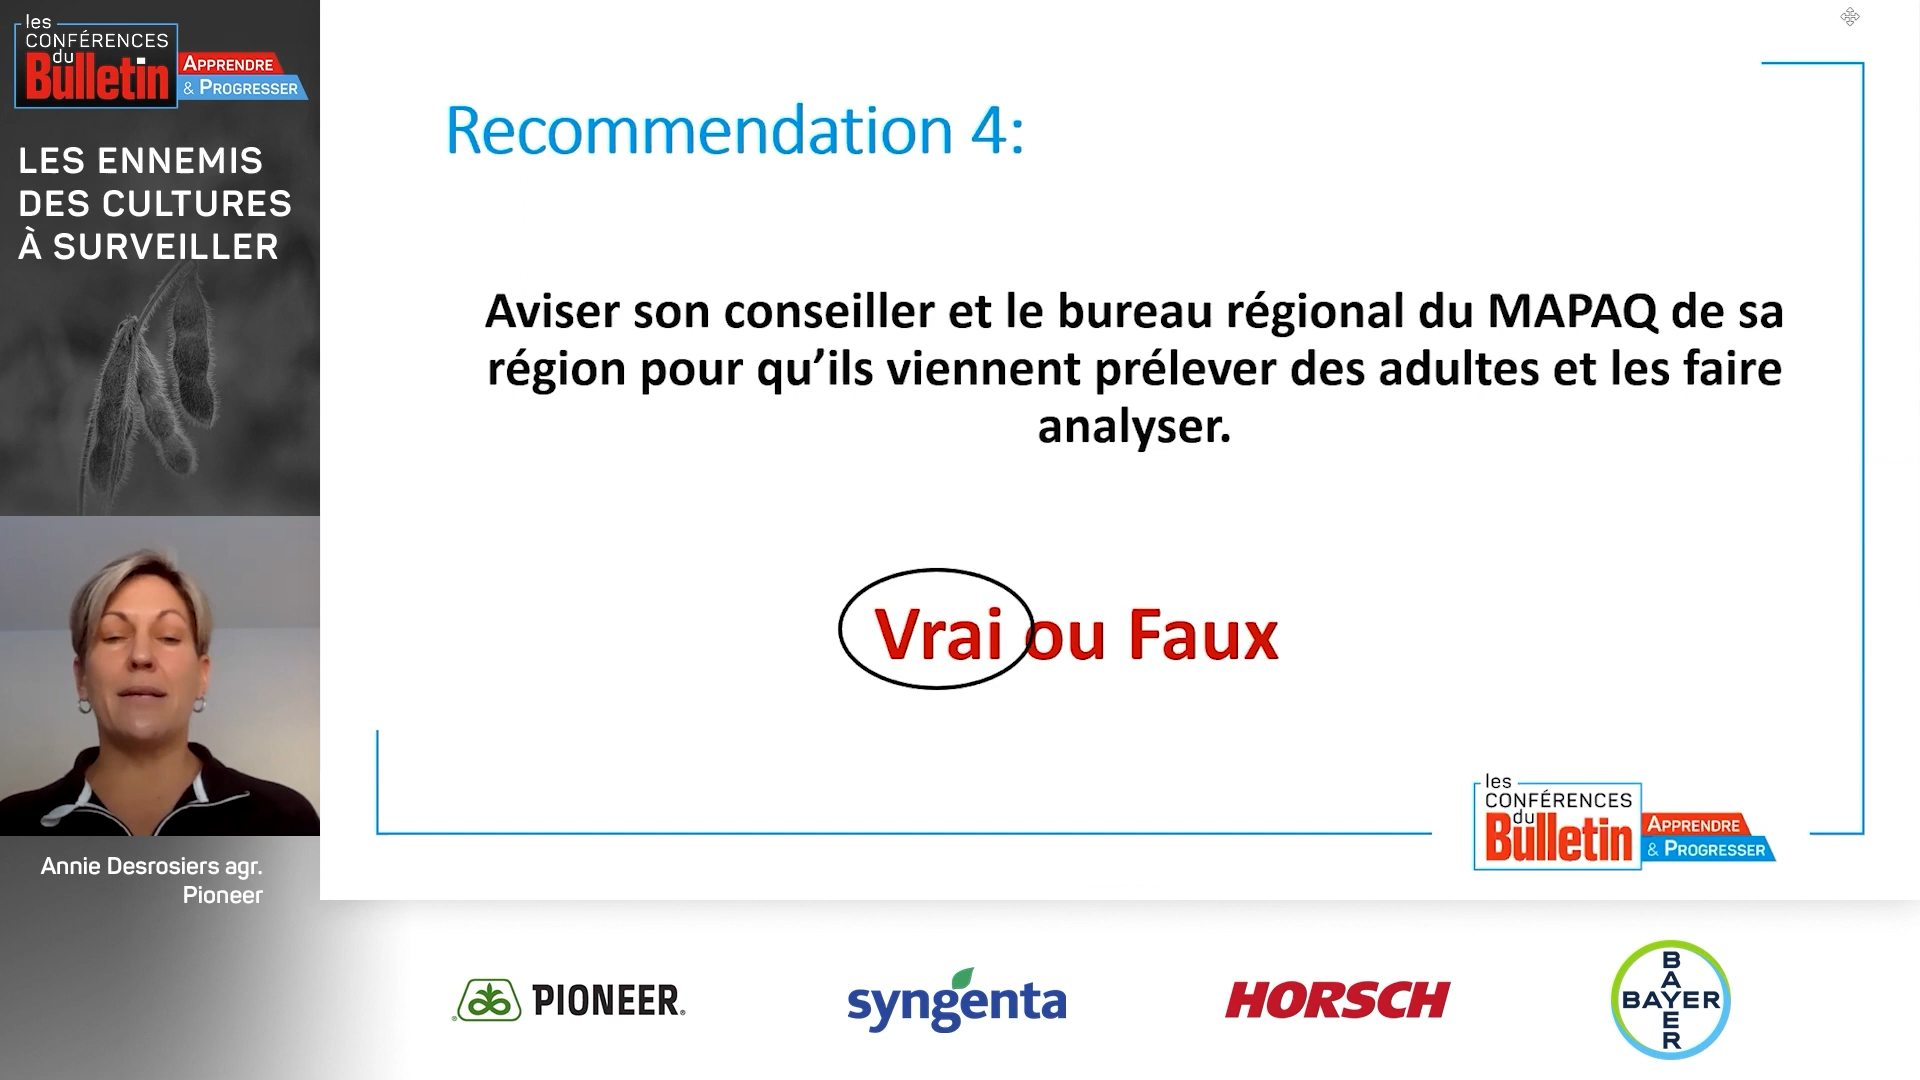 les
CONFÉRENCES
du
Bulletin
APPRENDRE
& PROGRESSER
LES ENNEMIS
DES CULTURES
À SURVEILLER
Annie Desrosiers agr.
Pioneer
Recommendation 4:
Aviser son conseiller et le bureau régional du MAPAQ de sa
région pour qu’ils viennent prélever des adultes et les faire
analyser.
Vrai ou Faux
les
CONFÉRENCES
du
Bulletin
APPRENDRE
& PROGRESSER
PIONEER
syngenta
HORSCH
BAYER
BAYER